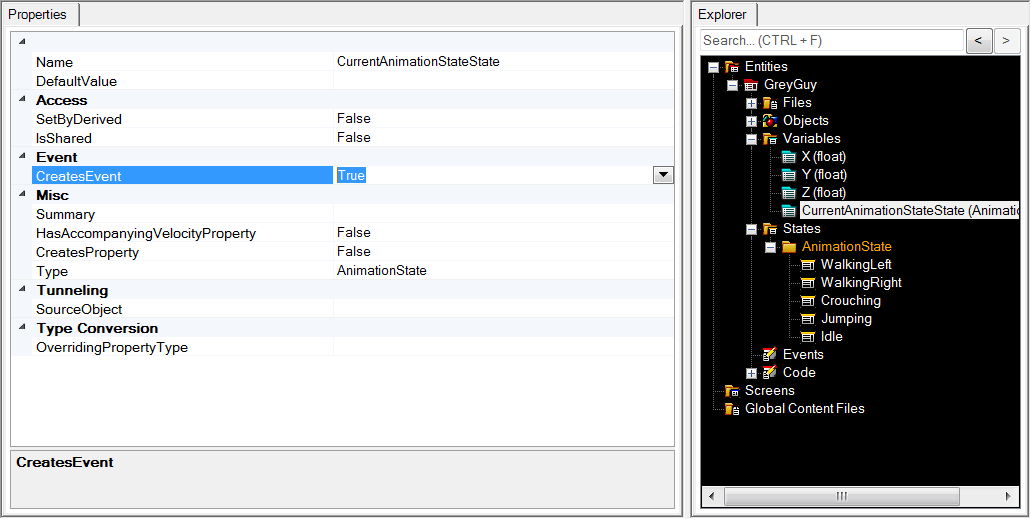 Properties
Name CurrentAnimationStateState
DefaultValue
Access
SetByDerived False
IsShared False
Event
CreatesEvent True
Misc
Summary
HasAccompanyingVelocityProperty False
CreatesProperty False
Type AnimationState
Tunneling
SourceObject
Type Conversion
OverridingPropertyType
CreatesEvent
Explorer
Search... (CTRL + F) < >
Entities
GreyGuy
Files
Objects
Variables
X (float)
Y (float)
Z (float)
CurrentAnimationStateState (Animatio
States
AnimationState
WalkingLeft
WalkingRight
Crouching
Jumping
Idle
Events
Code
Screens
Global Content Files